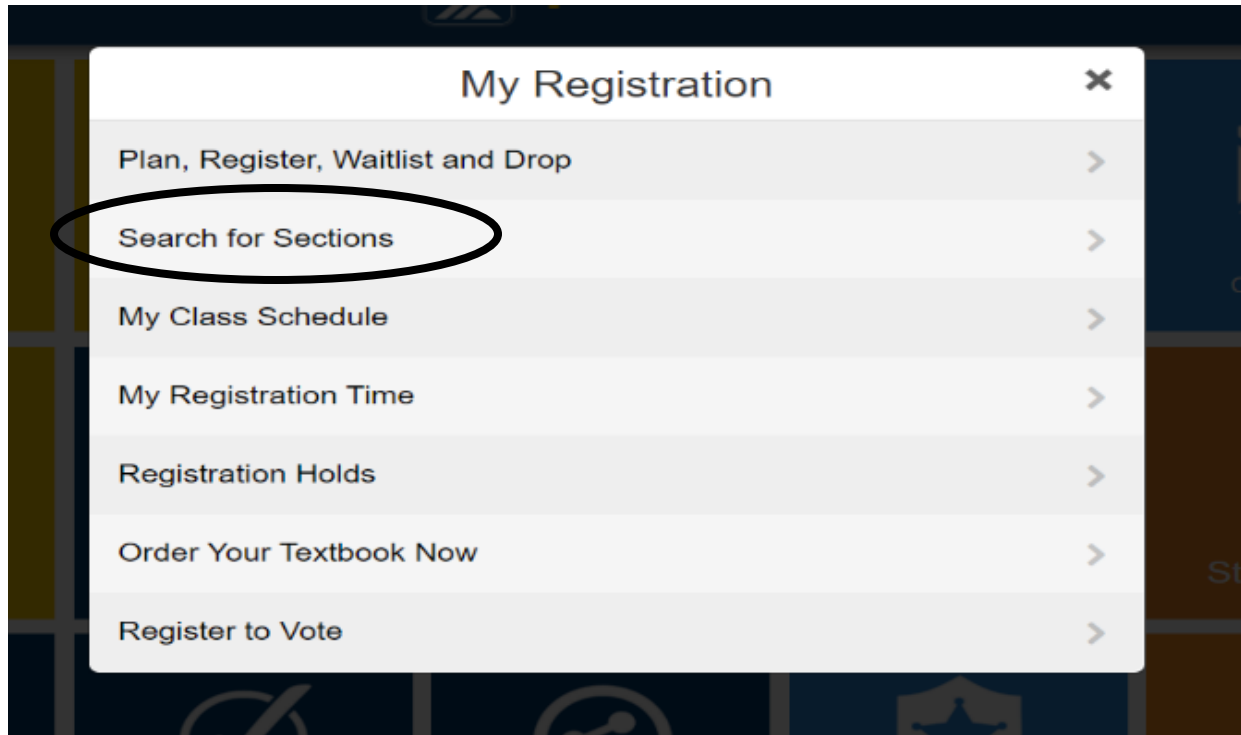 My Registration
Plan, Register, Waitlist and Drop
Search for Sections
My Class Schedule
My Registration Time
Registration Holds
Order Your Textbook Now
Register to Vote
St